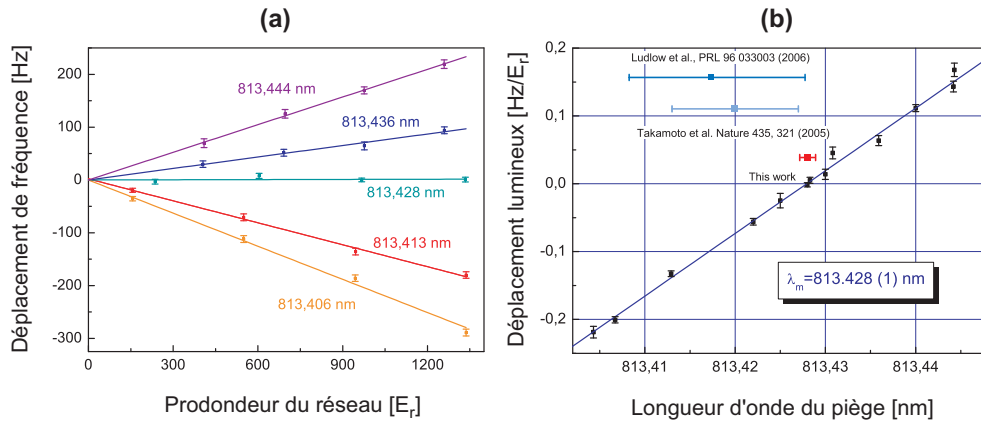 (a)
Déplacement de fréquence [Hz]
200
100
0
-100
-200
-300
813,444 nm
813,436 nm
813,428 nm
813,413 nm
813,406 nm
0
300
600
900
1200
Prodondeur du réseau [Er]
(b)
Déplacement lumineux [Hz/Er]
0,2
0,1
0,0
-0,1
-0,2
Ludlow et al., PRL 96 033003 (2006)
Takamoto et al. Nature 435, 321 (2005)
This work
λm=813.428 (1) nm
813,41
813,42
813,43
813,44
Longueur d'onde du piège [nm]